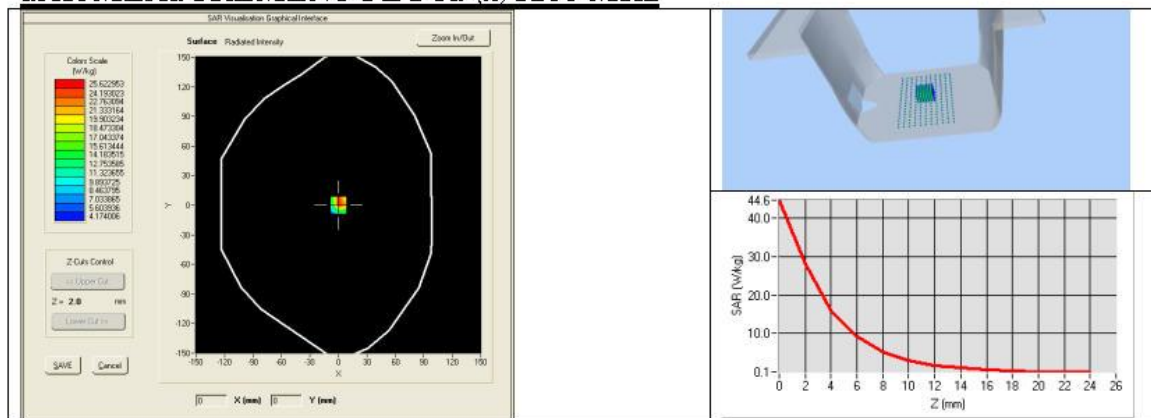 SAR Visualisation Graphical Interface
Surface Radiated Intensity
Zoom In/Out
Colors Scale
(W/kg)
25.622953
24.193023
22.763094
21.333164
19.903234
18.473304
17.043374
15.613444
14.183515
12.753585
11.323655
9.893725
8.463795
7.033865
5.603936
4.174006
Z-Cuts Control
<< Upper Cut
Z = 2.0 mm
Lower Cut >>
SAVE Cancel
Y
150
120
90
60
30
0
-30
-60
-90
-120
-150
-150 -120 -90 -60 -30 0 30 60 90 120 150
X
0 X (mm) 0 Y (mm)
SAR (W/kg)
44.6
40.0
30.0
20.0
10.0
0.1
0 2 4 6 8 10 12 14 16 18 20 22 24 26
Z (mm)